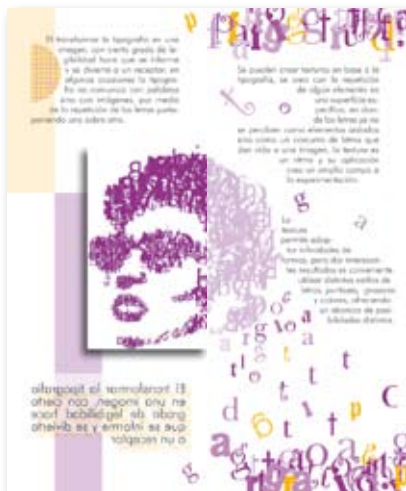 El transformar la tipografía en una
imagen, con cierto grado de le-
gibilidad hace que se informe
y se divierta a un receptor, en
algunas ocasiones la tipogra-
fía no comunica con palabras
sino con imágenes, por medio
de la repetición de las letras,
poniendo una sobre otra.
El transformar la tipografía
en una imagen, con cierto
grado de legibilidad hace
que se informe y se divierta
a un receptor
Se pueden crear texturas en base a la
tipografía, se crea con la repetición
de algún elemento en
una superficie es-
pecífica, en don-
de las letras ya no
se perciben como elementos aislados
sino como un conjunto de letras que
dan vida a una imagen, la textura es
un ritmo y su aplicación
crea un amplio campo a
la experimentación.
La
textura
permite adop-
tar infinidades de
formas, para dar interesan-
tes resultados es conveniente
utilizar distintos estilos de
letras, puntajes, grosores
y colores, ofreciendo
un abanico de posi-
bilidades distintas.